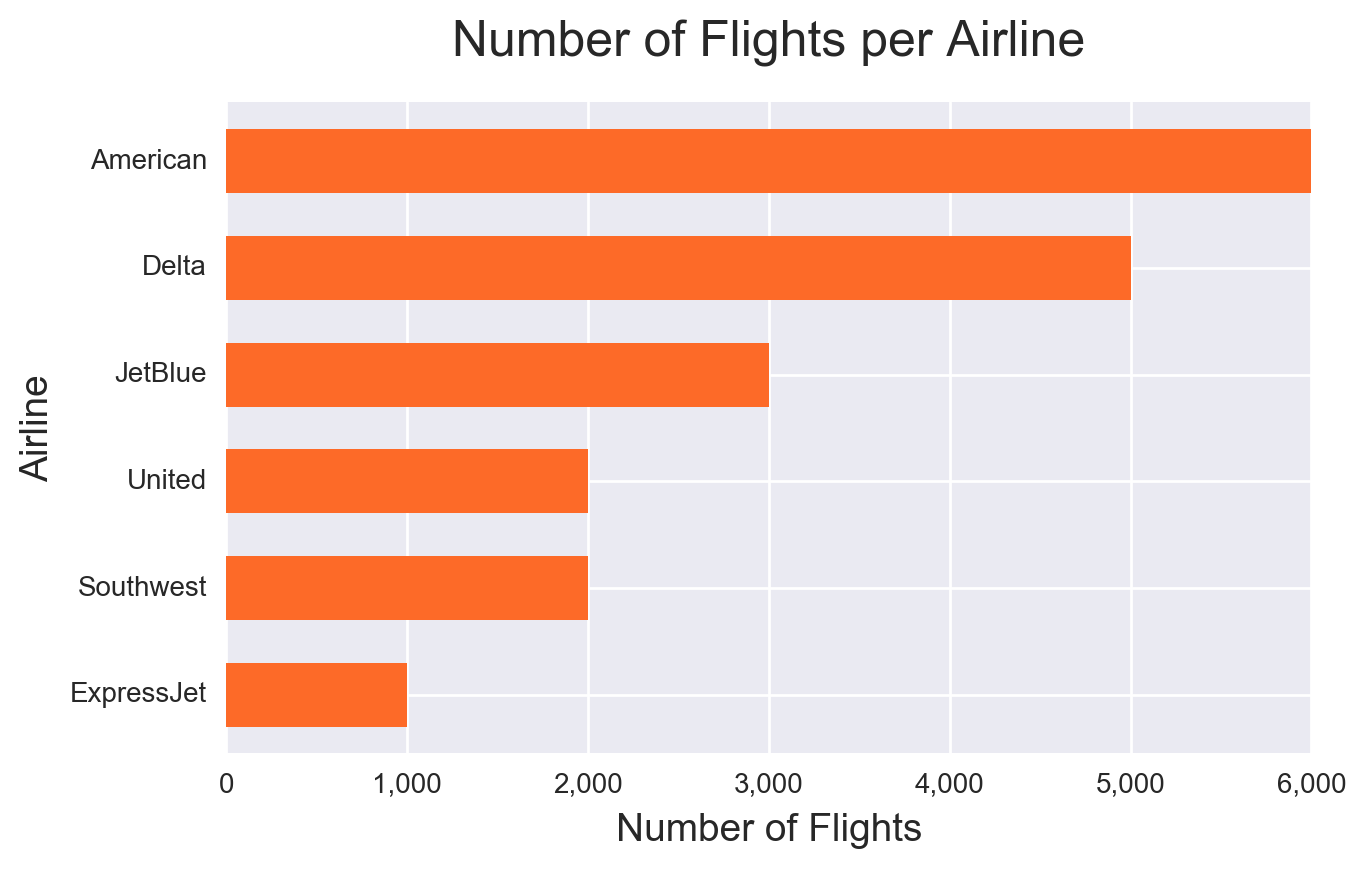 Number of Flights per Airline
Airline
American
Delta
JetBlue
United
Southwest
ExpressJet
0 1,000 2,000 3,000 4,000 5,000 6,000
Number of Flights